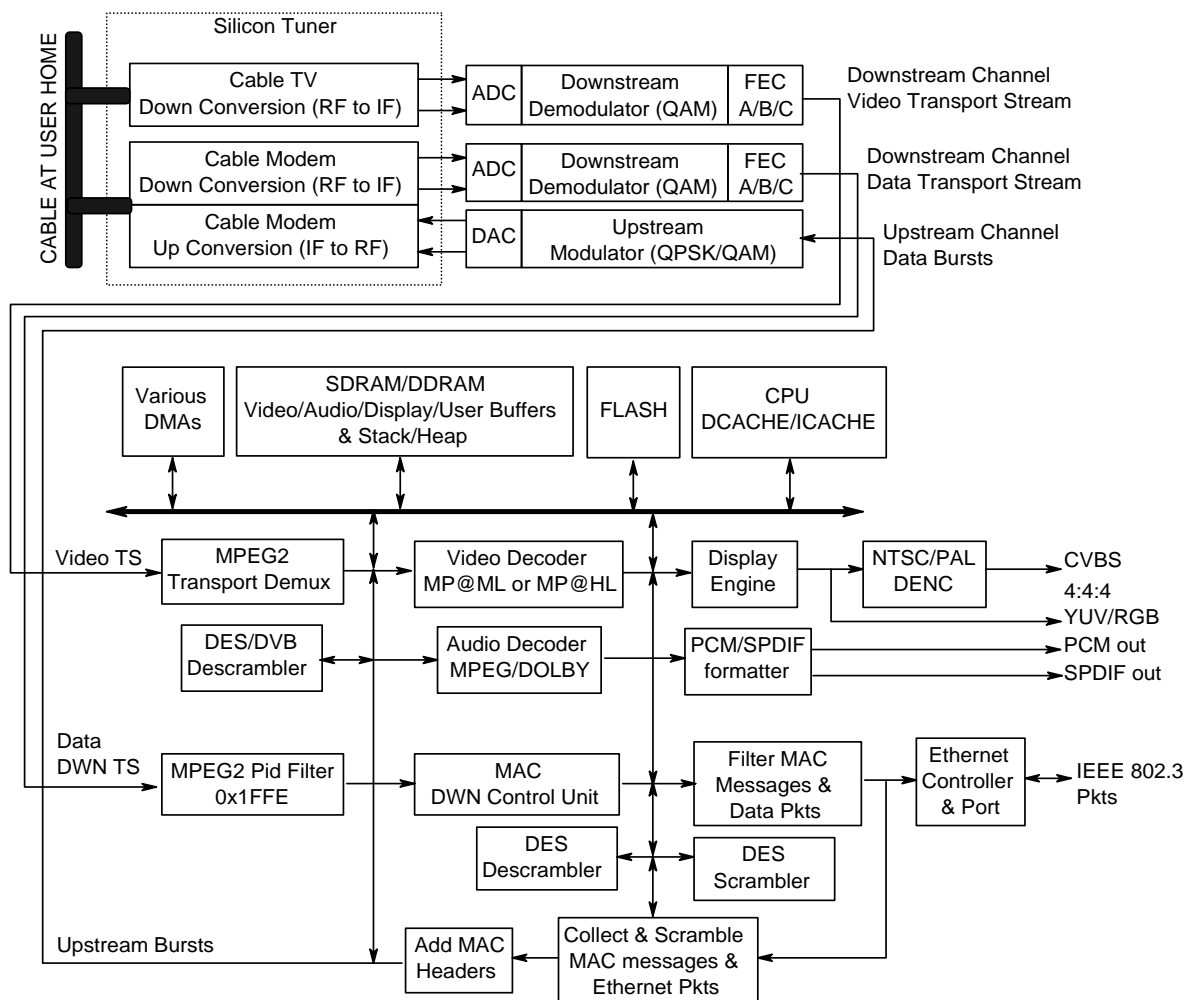 Silicon Tuner
CABLE AT USER HOME
Cable TV
Down Conversion (RF to IF)
ADC
Downstream
Demodulator (QAM)
FEC
A/B/C
Downstream Channel
Video Transport Stream
Cable Modem
Down Conversion (RF to IF)
ADC
Downstream
Demodulator (QAM)
FEC
A/B/C
Downstream Channel
Data Transport Stream
Cable Modem
Up Conversion (IF to RF)
DAC
Upstream
Modulator (QPSK/QAM)
Upstream Channel
Data Bursts
Various
DMAs
SDRAM/DDRAM
Video/Audio/Display/User Buffers
& Stack/Heap
FLASH
CPU
DCACHE/ICACHE
Video TS
MPEG2
Transport Demux
Video Decoder
MP@ML or MP@HL
Display
Engine
NTSC/PAL
DENC
CVBS
4:4:4
YUV/RGB
DES/DVB
Descrambler
Audio Decoder
MPEG/DOLBY
PCM/SPDIF
formatter
PCM out
SPDIF out
Data
DWN TS
MPEG2 Pid Filter
0x1FFE
MAC
DWN Control Unit
Filter MAC
Messages &
Data Pkts
Ethernet
Controller
& Port
IEEE 802.3
Pkts
DES
Descrambler
DES
Scrambler
Upstream Bursts
Add MAC
Headers
Collect & Scramble
MAC messages &
Ethernet Pkts